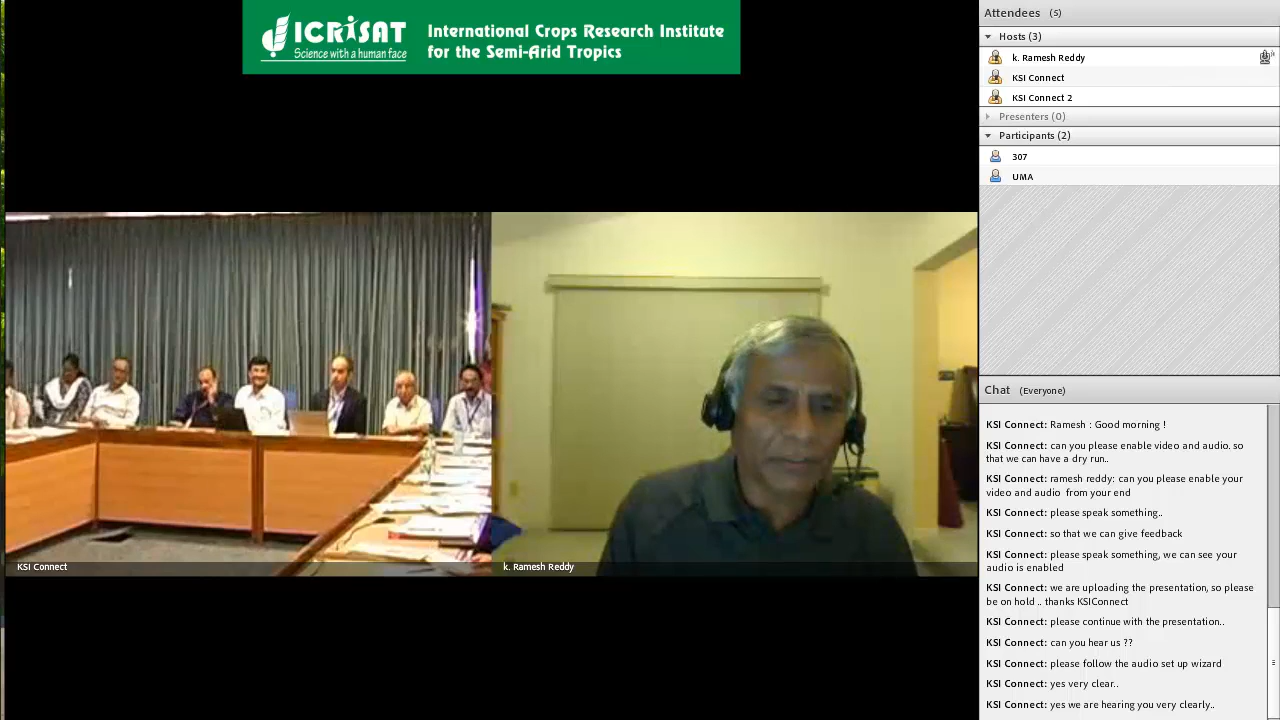 ICRISAT
Science with a human face
International Crops Research Institute
for the Semi-Arid Tropics
KSI Connect
k. Ramesh Reddy
Attendees (5)
Hosts (3)
k. Ramesh Reddy
KSI Connect
KSI Connect 2
Presenters (0)
Participants (2)
307
UMA
Chat (Everyone)
KSI Connect: Ramesh : Good morning !
KSI Connect: can you please enable video and audio. so
that we can have a dry run..
KSI Connect: ramesh reddy: can you please enable your
video and audio from your end
KSI Connect: please speak something..
KSI Connect: so that we can give feedback
KSI Connect: please speak something, we can see your
audio is enabled
KSI Connect: we are uploading the presentation, so please
be on hold .. thanks KSIConnect
KSI Connect: please continue with the presentation..
KSI Connect: can you hear us ??
KSI Connect: please follow the audio set up wizard
KSI Connect: yes very clear..
KSI Connect: yes we are hearing you very clearly..